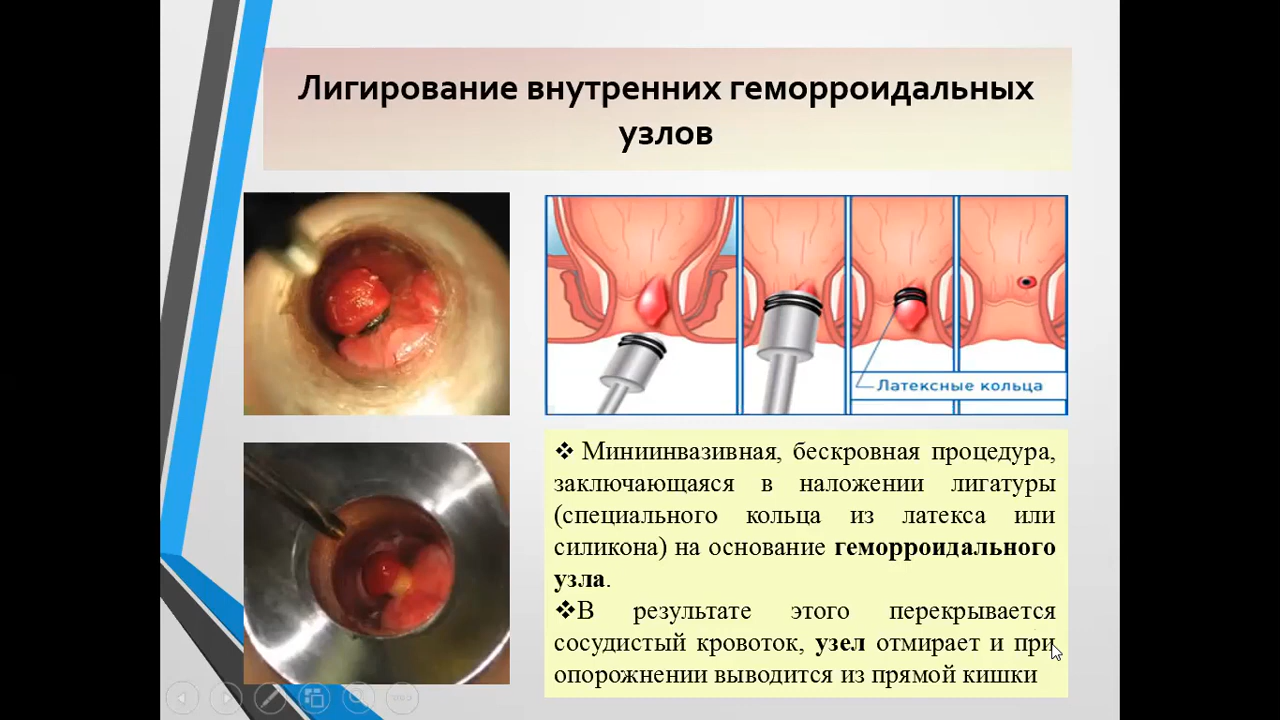 Лигирование внутренних геморроидальных
узлов
Латексные кольца
❖ Миниинвазивная, бескровная процедура,
заключающаяся в наложении лигатуры
(специального кольца из латекса или
силикона) на основание геморроидального
узла.
❖В результате этого перекрывается
сосудистый кровоток, узел отмирает и при
опорожнении выводится из прямой кишки